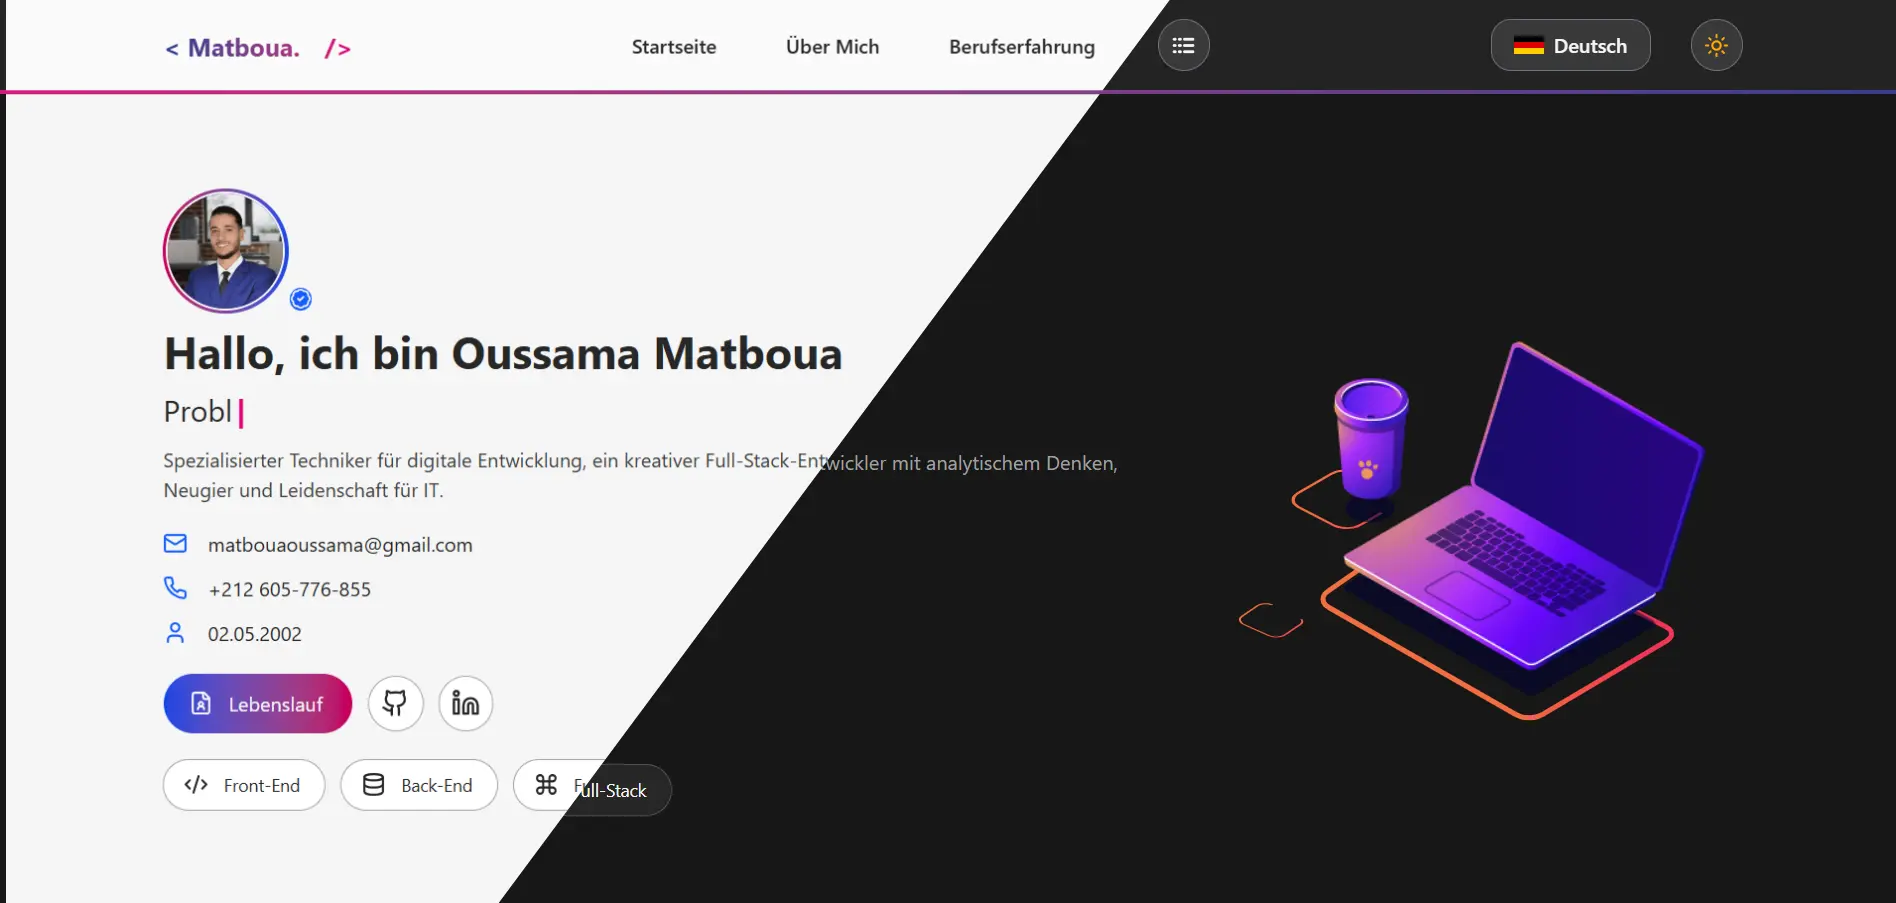 < Matboua. />
Startseite
Über Mich
Berufserfahrung
Deutsch
Hallo, ich bin Oussama Matboua
Probl
Spezialisierter Techniker für digitale Entwicklung, ein kreativer Full-Stack-Entwickler mit analytischem Denken,
Neugier und Leidenschaft für IT.
matbouaoussama@gmail.com
+212 605-776-855
02.05.2002
Lebenslauf
Front-End
Back-End
Full-Stack